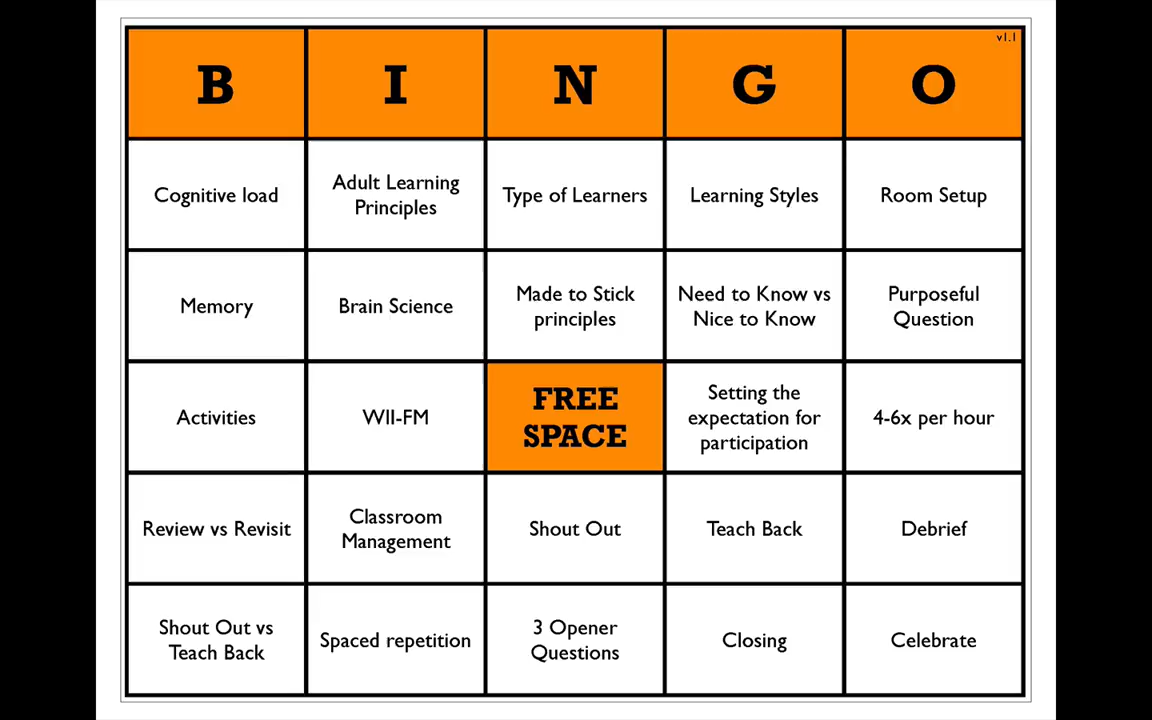 v1.1
B I N G O
Cognitive load
Adult Learning
Principles
Type of Learners
Learning Styles
Room Setup
Memory
Brain Science
Made to Stick
principles
Need to Know vs
Nice to Know
Purposeful
Question
Activities
WII-FM
FREE
SPACE
Setting the
expectation for
participation
4-6x per hour
Review vs Revisit
Classroom
Management
Shout Out
Teach Back
Debrief
Shout Out vs
Teach Back
Spaced repetition
3 Opener
Questions
Closing
Celebrate